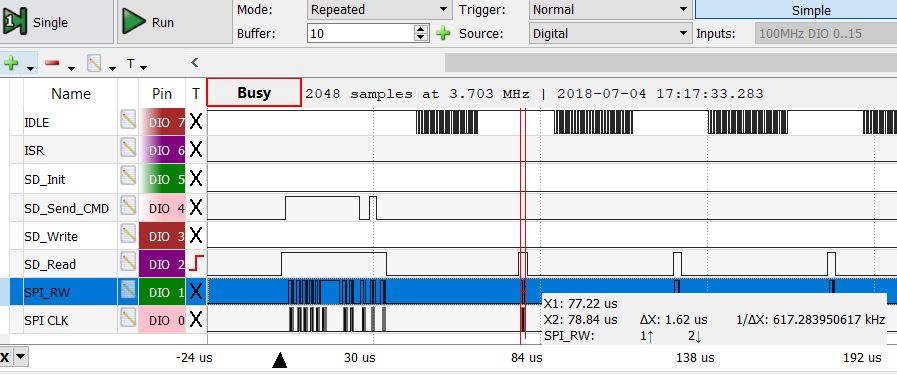 1 Single
Run
Mode: Repeated Trigger: Normal Simple
Buffer: 10 Source: Digital Inputs: 100MHz DIO 0..15
T <
Name Pin T Busy 2048 samples at 3.703 MHz | 2018-07-04 17:17:33.283
IDLE DIO 7 X
ISR DIO 6 X
SD_Init DIO 5 X
SD_Send_CMD DIO 4 X
SD_Write DIO 3 X
SD_Read DIO 2
SPI_RW DIO 1 X
SPI CLK DIO 0 X
X1: 77.22 us
X2: 78.84 us ΔX: 1.62 us 1/ΔX: 617.283950617 kHz
SPI_RW: 1↑ 2↓
X -24 us 30 us 84 us 138 us 192 us